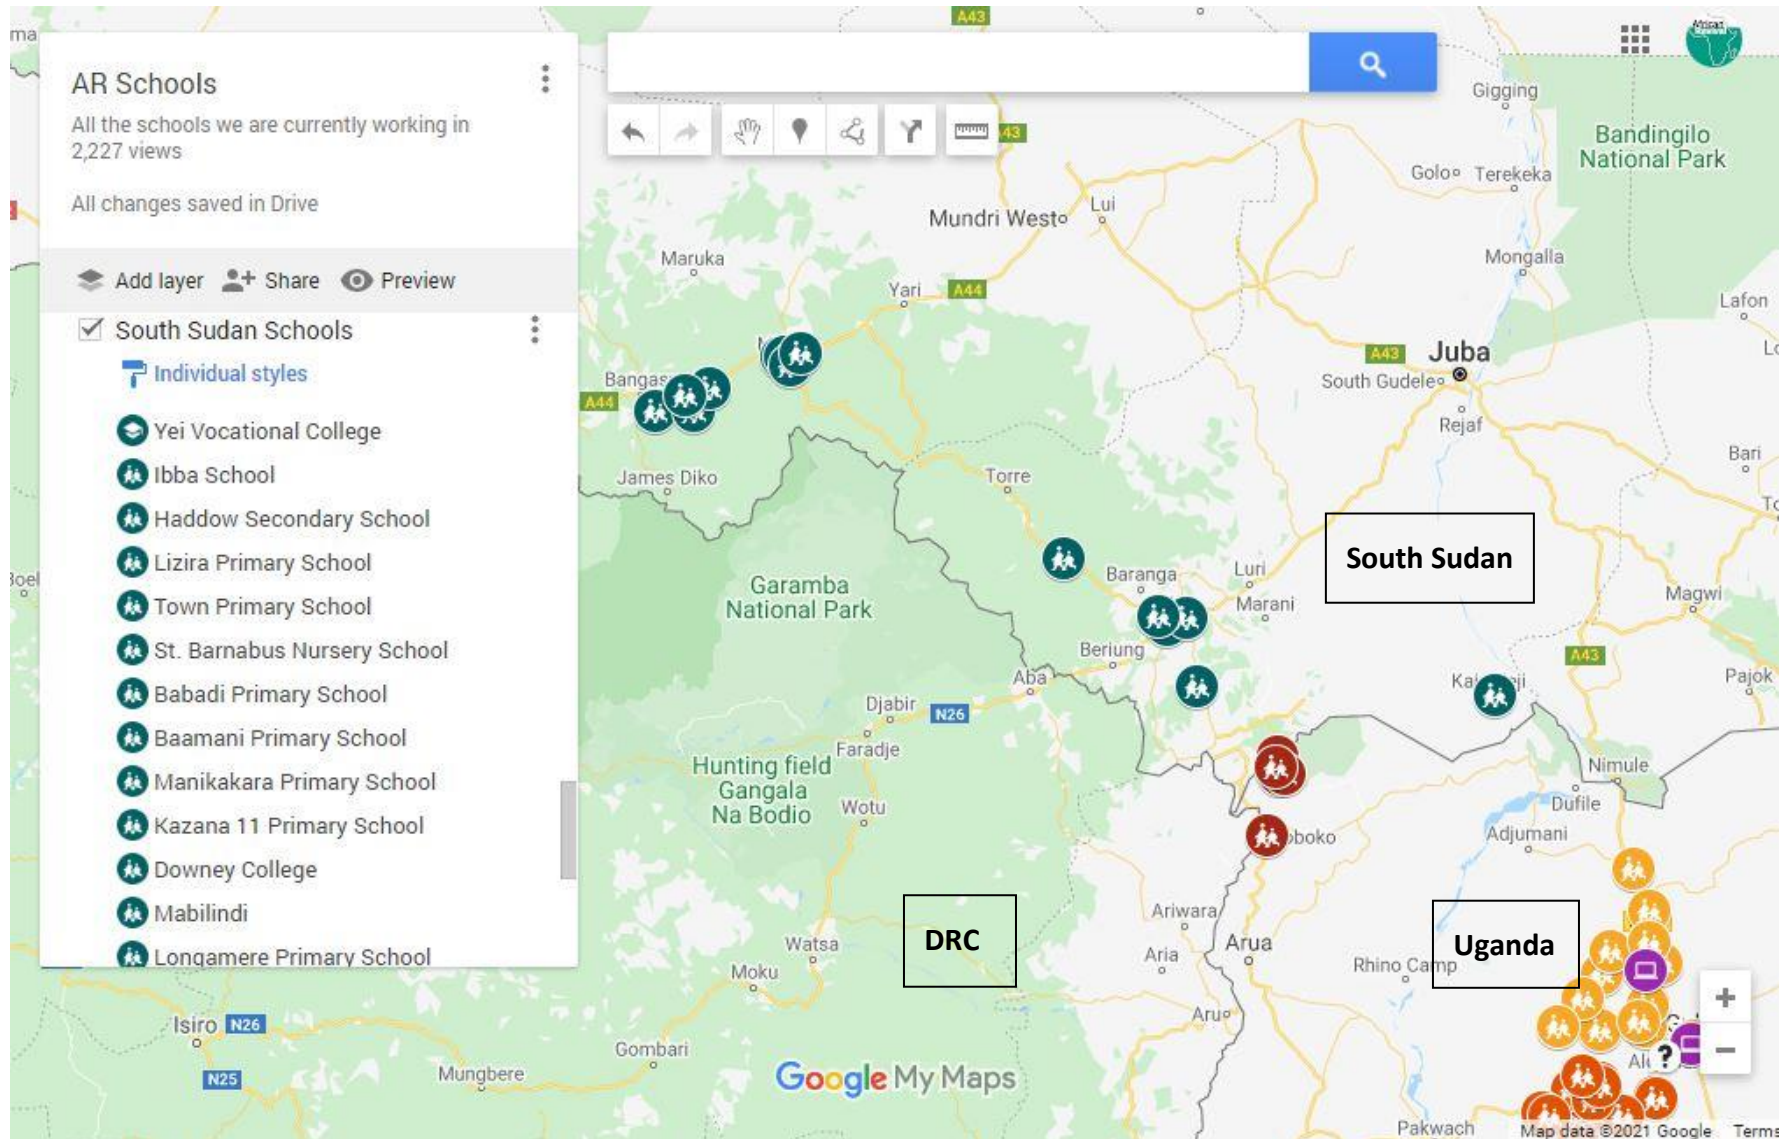 AR Schools
All the schools we are currently working in
2,227 views
All changes saved in Drive
Add layer
Share
Preview
South Sudan Schools
Individual styles
Yei Vocational College
Ibba School
Haddow Secondary School
Lizira Primary School
Town Primary School
St. Barnabus Nursery School
Babadi Primary School
Baamani Primary School
Manikakara Primary School
Kazana 11 Primary School
Downey College
Mabilindi
Longamere Primary School
A43
43
Gigging
Bandingilo
National Park
Golo
Terekeka
Mundri West
Lui
Maruka
Mongalla
Yari
A44
Lafon
A43
Juba
South Gudele
A44
Rejaf
Bari
James Diko
Torre
South Sudan
Garamba
National Park
Baranga
Luri
Marani
Magwi
Beriung
A43
Aba
Pajok
Djabir
N26
Faradje
Hunting field
Gangala
Na Bodio
Wotu
Nimule
Dufile
Adjumani
Ariwara
DRC
Uganda
Watsa
Aria
Arua
Rhino Camp
Moku
Aru
Isiro
N26
Gombari
N25
Mungbere
Google My Maps
?
Pakwach
Map data ©2021 Google
Terms